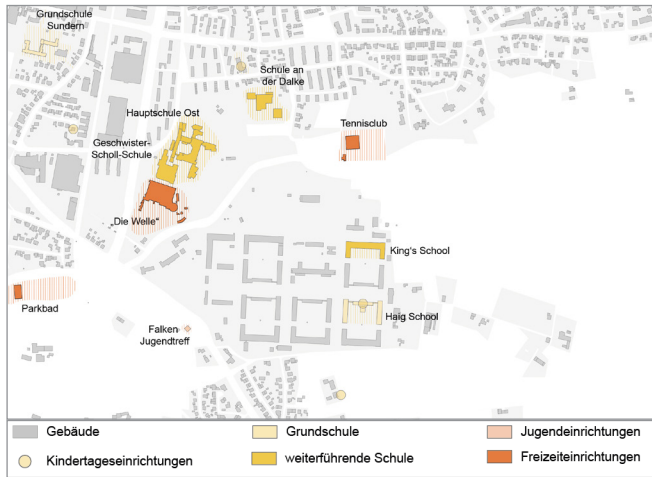 Grundschule
Sundern
Schule an
der Dalke
Hauptschule Ost
Tennisclub
Geschwister-
Scholl-Schule
„Die Welle“
King's School
Parkbad
Falken
Jugendtreff
Haig School
Gebäude
Grundschule
Jugendeinrichtungen
Kindertageseinrichtungen
weiterführende Schule
Freizeiteinrichtungen